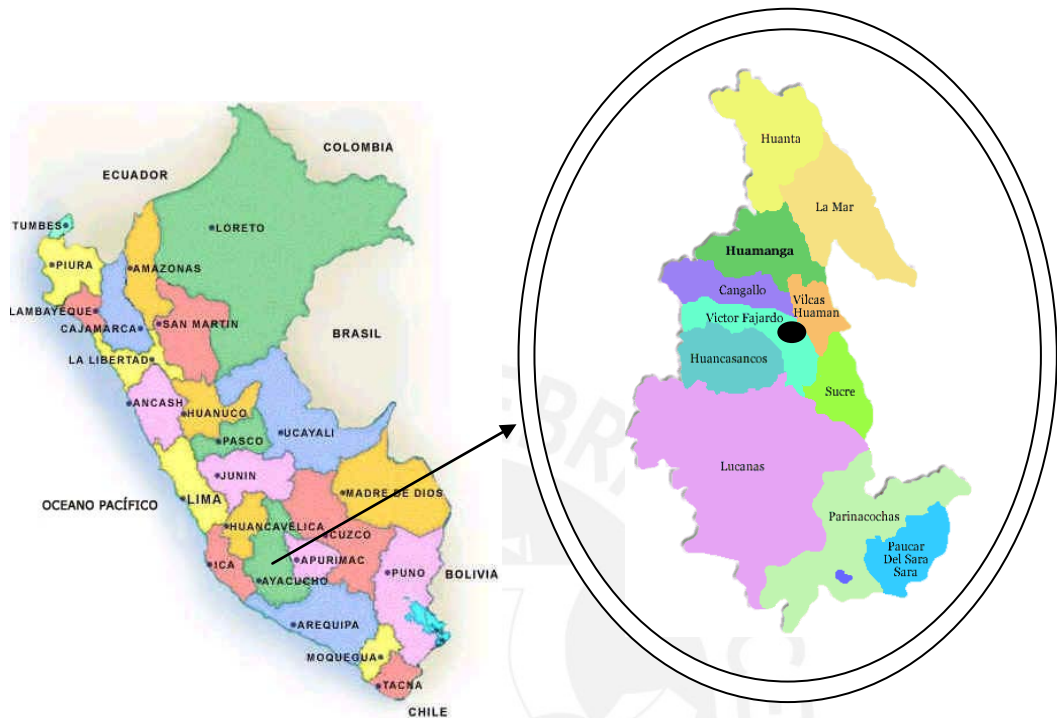 COLOMBIA
ECUADOR
TUMBES
LORETO
PIURA
AMAZONAS
LAMBAYEQUE
CAJAMARCA
SAN MARTIN
BRASIL
LA LIBERTAD
ANCASH
HUANUCO
UCAYALI
PASCO
JUNIN
OCEANO PACÍFICO
LIMA
MADRE DE DIOS
HUANCAVELICA
CUZCO
ICA
APURIMAC
AYACUCHO
PUNO
BOLIVIA
AREQUIPA
MOQUEGUA
TACNA
CHILE
Huanta
La Mar
Huamanga
Cangallo
Vilcas
Huaman
Victor Fajardo
Huancasancos
Sucre
Lucanas
Parinacochas
Paucar
Del Sara
Sara